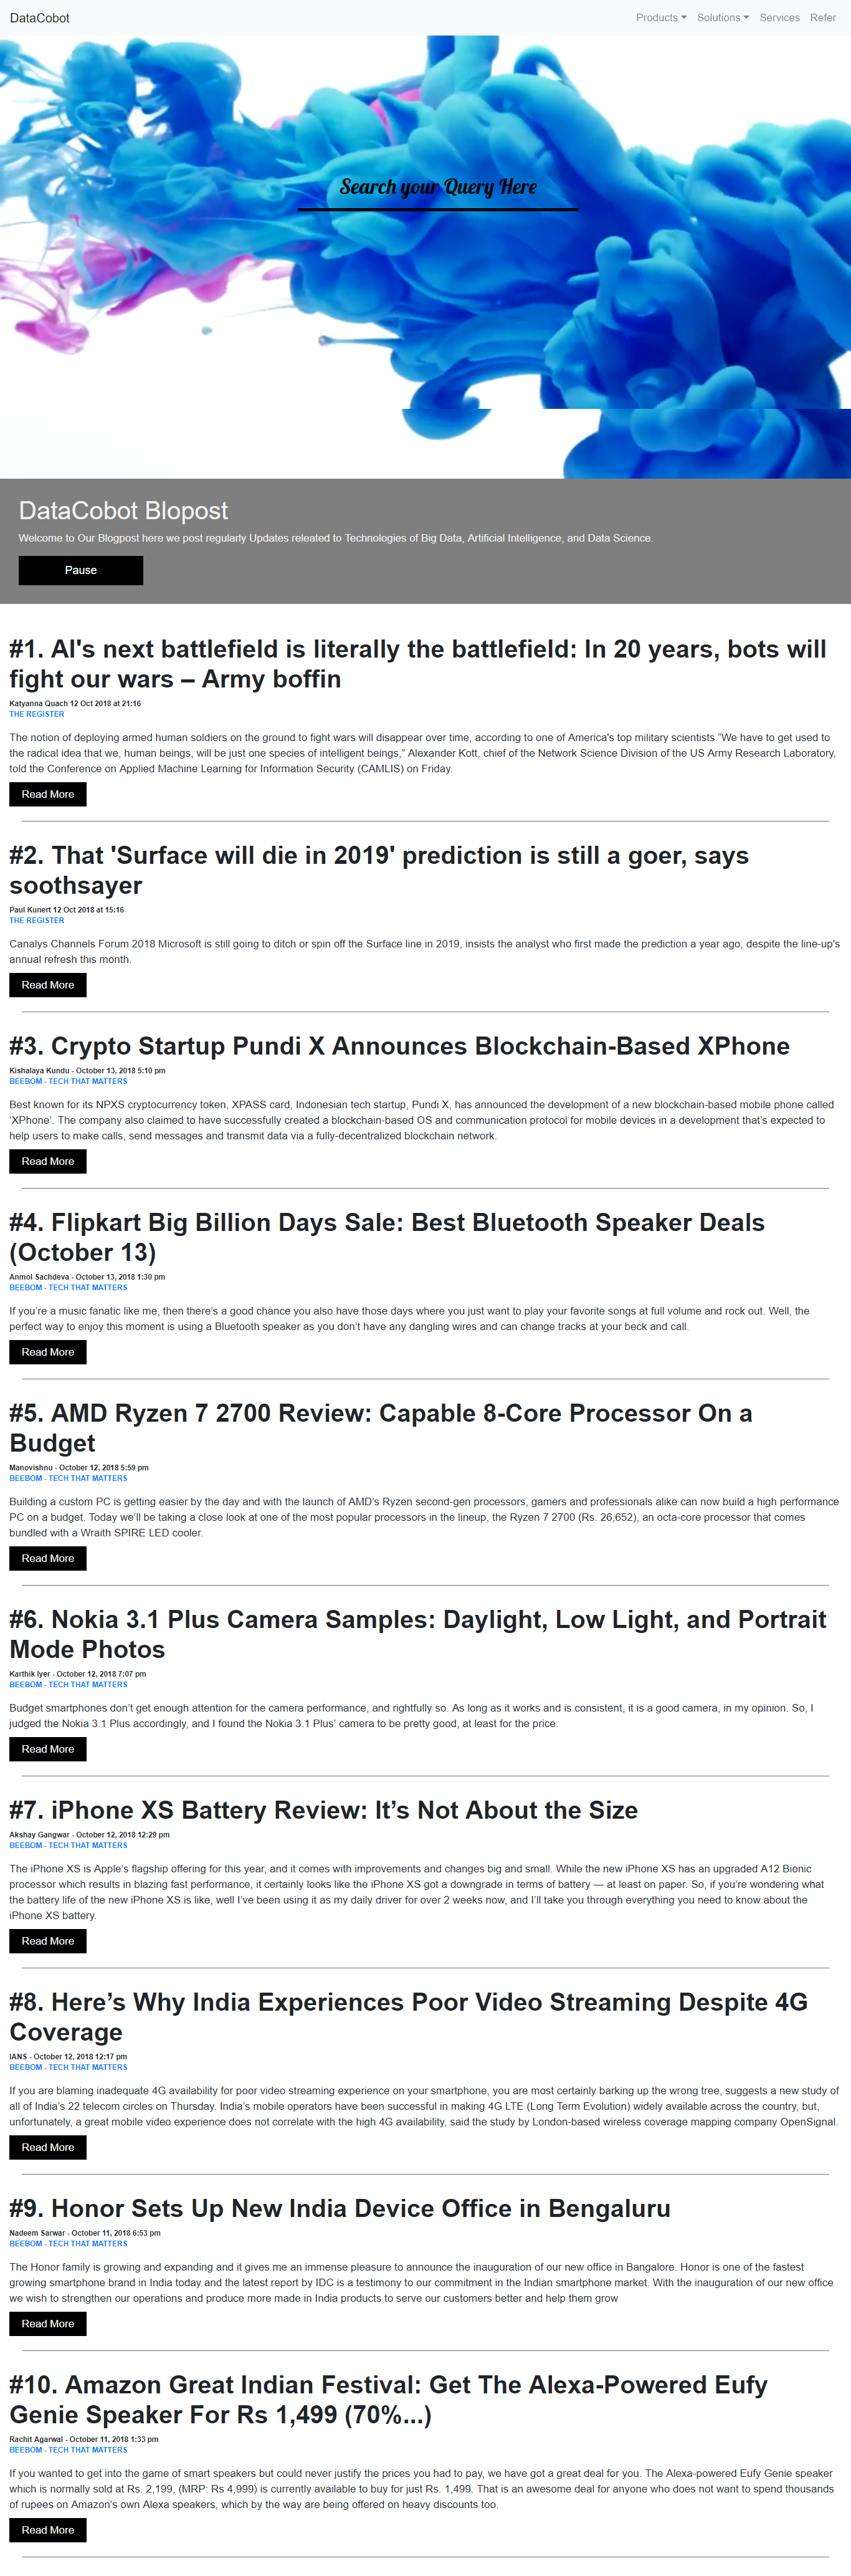 DataCobot
Products Solutions Services Refer
Search your Query Here
DataCobot Blopost
Welcome to Our Blogpost here we post regularly Updates releated to Technologies of Big Data, Artificial Intelligence, and Data Science.
Pause
#1. AI's next battlefield is literally the battlefield: In 20 years, bots will
fight our wars – Army boffin
Katyanna Quach 12 Oct 2018 at 21:16
THE REGISTER
The notion of deploying armed human soldiers on the ground to fight wars will disappear over time, according to one of America's top military scientists."We have to get used to
the radical idea that we, human beings, will be just one species of intelligent beings," Alexander Kott, chief of the Network Science Division of the US Army Research Laboratory,
told the Conference on Applied Machine Learning for Information Security (CAMLIS) on Friday.
Read More
#2. That 'Surface will die in 2019' prediction is still a goer, says
soothsayer
Paul Kunert 12 Oct 2018 at 15:16
THE REGISTER
Canalys Channels Forum 2018 Microsoft is still going to ditch or spin off the Surface line in 2019, insists the analyst who first made the prediction a year ago, despite the line-up's
annual refresh this month.
Read More
#3. Crypto Startup Pundi X Announces Blockchain-Based XPhone
Kishalaya Kundu - October 13, 2018 5:10 pm
BEEBOM - TECH THAT MATTERS
Best known for its NPXS cryptocurrency token, XPASS card, Indonesian tech startup, Pundi X, has announced the development of a new blockchain-based mobile phone called
'XPhone'. The company also claimed to have successfully created a blockchain-based OS and communication protocol for mobile devices in a development that's expected to
help users to make calls, send messages and transmit data via a fully-decentralized blockchain network.
Read More
#4. Flipkart Big Billion Days Sale: Best Bluetooth Speaker Deals
(October 13)
Anmol Sachdeva - October 13, 2018 1:30 pm
BEEBOM - TECH THAT MATTERS
If you're a music fanatic like me, then there's a good chance you also have those days where you just want to play your favorite songs at full volume and rock out. Well, the
perfect way to enjoy this moment is using a Bluetooth speaker as you don't have any dangling wires and can change tracks at your beck and call.
Read More
#5. AMD Ryzen 7 2700 Review: Capable 8-Core Processor On a
Budget
Manovishnu - October 12, 2018 5:59 pm
BEEBOM - TECH THAT MATTERS
Building a custom PC is getting easier by the day and with the launch of AMD's Ryzen second-gen processors, gamers and professionals alike can now build a high performance
PC on a budget. Today we'll be taking a close look at one of the most popular processors in the lineup, the Ryzen 7 2700 (Rs. 26,652), an octa-core processor that comes
bundled with a Wraith SPIRE LED cooler.
Read More
#6. Nokia 3.1 Plus Camera Samples: Daylight, Low Light, and Portrait
Mode Photos
Karthik Iyer - October 12, 2018 7:07 pm
BEEBOM - TECH THAT MATTERS
Budget smartphones don't get enough attention for the camera performance, and rightfully so. As long as it works and is consistent, it is a good camera, in my opinion. So, I
judged the Nokia 3.1 Plus accordingly, and I found the Nokia 3.1 Plus' camera to be pretty good, at least for the price.
Read More
#7. iPhone XS Battery Review: It's Not About the Size
Akshay Gangwar - October 12, 2018 12:29 pm
BEEBOM - TECH THAT MATTERS
The iPhone XS is Apple's flagship offering for this year, and it comes with improvements and changes big and small. While the new iPhone XS has an upgraded A12 Bionic
processor which results in blazing fast performance, it certainly looks like the iPhone XS got a downgrade in terms of battery — at least on paper. So, if you're wondering what
the battery life of the new iPhone XS is like, well I've been using it as my daily driver for over 2 weeks now, and I'll take you through everything you need to know about the
iPhone XS battery.
Read More
#8. Here's Why India Experiences Poor Video Streaming Despite 4G
Coverage
IANS - October 12, 2018 12:17 pm
BEEBOM - TECH THAT MATTERS
If you are blaming inadequate 4G availability for poor video streaming experience on your smartphone, you are most certainly barking up the wrong tree, suggests a new study of
all of India's 22 telecom circles on Thursday. India's mobile operators have been successful in making 4G LTE (Long Term Evolution) widely available across the country, but,
unfortunately, a great mobile video experience does not correlate with the high 4G availability, said the study by London-based wireless coverage mapping company OpenSignal.
Read More
#9. Honor Sets Up New India Device Office in Bengaluru
Nadeem Sarwar - October 11, 2018 6:53 pm
BEEBOM - TECH THAT MATTERS
The Honor family is growing and expanding and it gives me an immense pleasure to announce the inauguration of our new office in Bangalore. Honor is one of the fastest
growing smartphone brand in India today and the latest report by IDC is a testimony to our commitment in the Indian smartphone market. With the inauguration of our new office
we wish to strengthen our operations and produce more made in India products to serve our customers better and help them grow
Read More
#10. Amazon Great Indian Festival: Get The Alexa-Powered Eufy
Genie Speaker For Rs 1,499 (70%...)
Rachit Agarwal - October 11, 2018 1:33 pm
BEEBOM - TECH THAT MATTERS
If you wanted to get into the game of smart speakers but could never justify the prices you had to pay, we have got a great deal for you. The Alexa-powered Eufy Genie speaker
which is normally sold at Rs. 2,199, (MRP: Rs 4,999) is currently available to buy for just Rs. 1,499. That is an awesome deal for anyone who does not want to spend thousands
of rupees on Amazon's own Alexa speakers, which by the way are being offered on heavy discounts too.
Read More